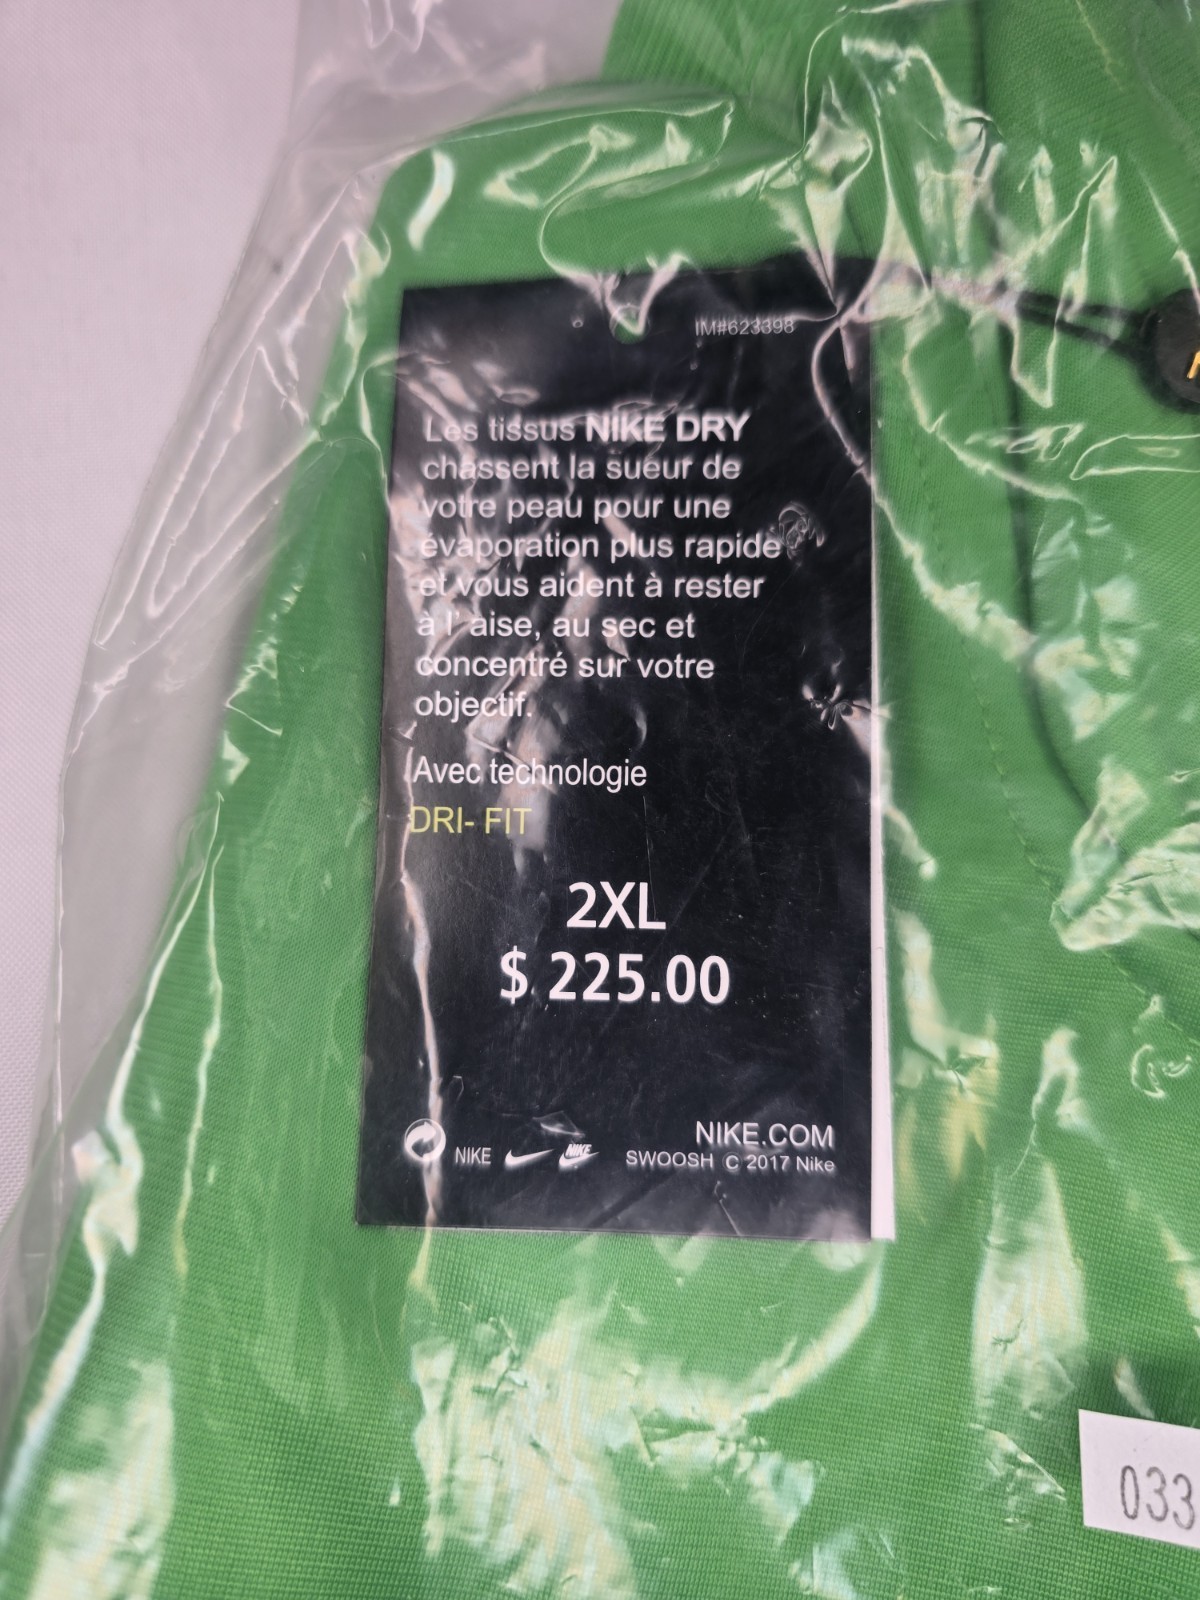 IM#623398
Les tissus NIKE DRY
chassent la sueur de
votre peau pour une
évaporation plus rapide
et vous aident à rester
à l' aise, au sec et
concentré sur votre
objectif.
Avec technologie
DRI- FIT
2XL
$ 225.00
NIKE.COM
NIKE NIKE SWOOSH © 2017 Nike
033